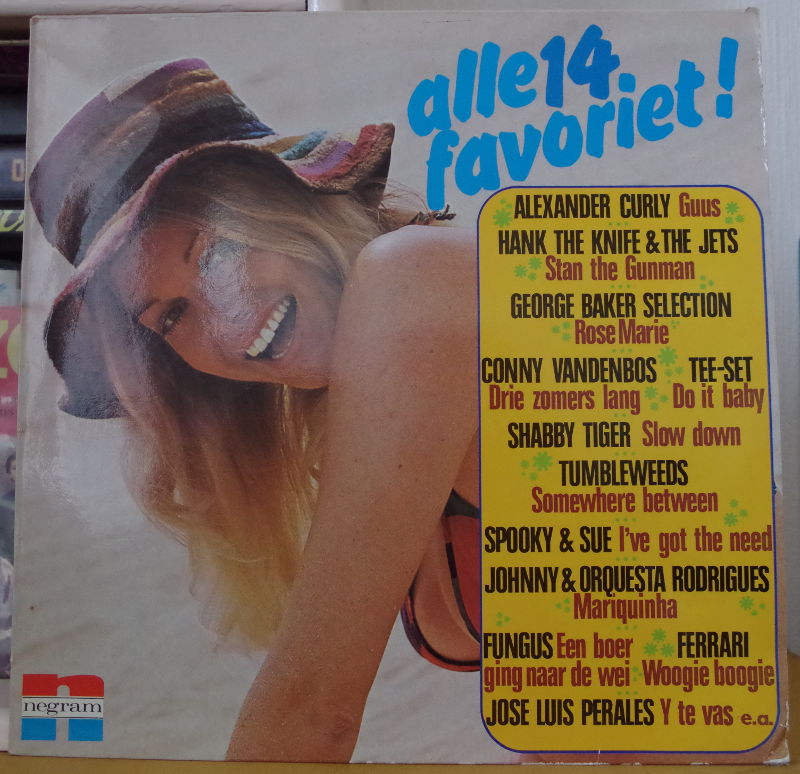 alle 14
favoriet!
ALEXANDER CURLY Guus
HANK THE KNIFE & THE JETS
Stan the Gunman
GEORGE BAKER SELECTION
Rose Marie
CONNY VANDENBOS TEE-SET
Drie zomers lang Do it baby
SHABBY TIGER Slow down
TUMBLEWEEDS
Somewhere between
SPOOKY & SUE I've got the need
JOHNNY & ORQUESTA RODRIGUES
Mariquinha
FUNGUS Een boer FERRARI
ging naar de wei Woogie boogie
JOSE LUIS PERALES Y te vas e.a.
negram